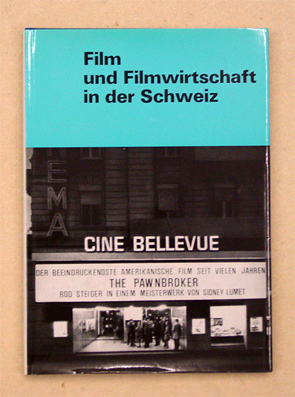 Film
und Filmwirtschaft
in der Schweiz
EMA
CINE BELLEVUE
DER BEEINDRUCKENDSTE AMERIKANISCHE FILM SEIT VIELEN JAHREN
THE PAWNBROKER
ROD STEIGER IN EINEM MEISTERWERK VON SIDNEY LUMET